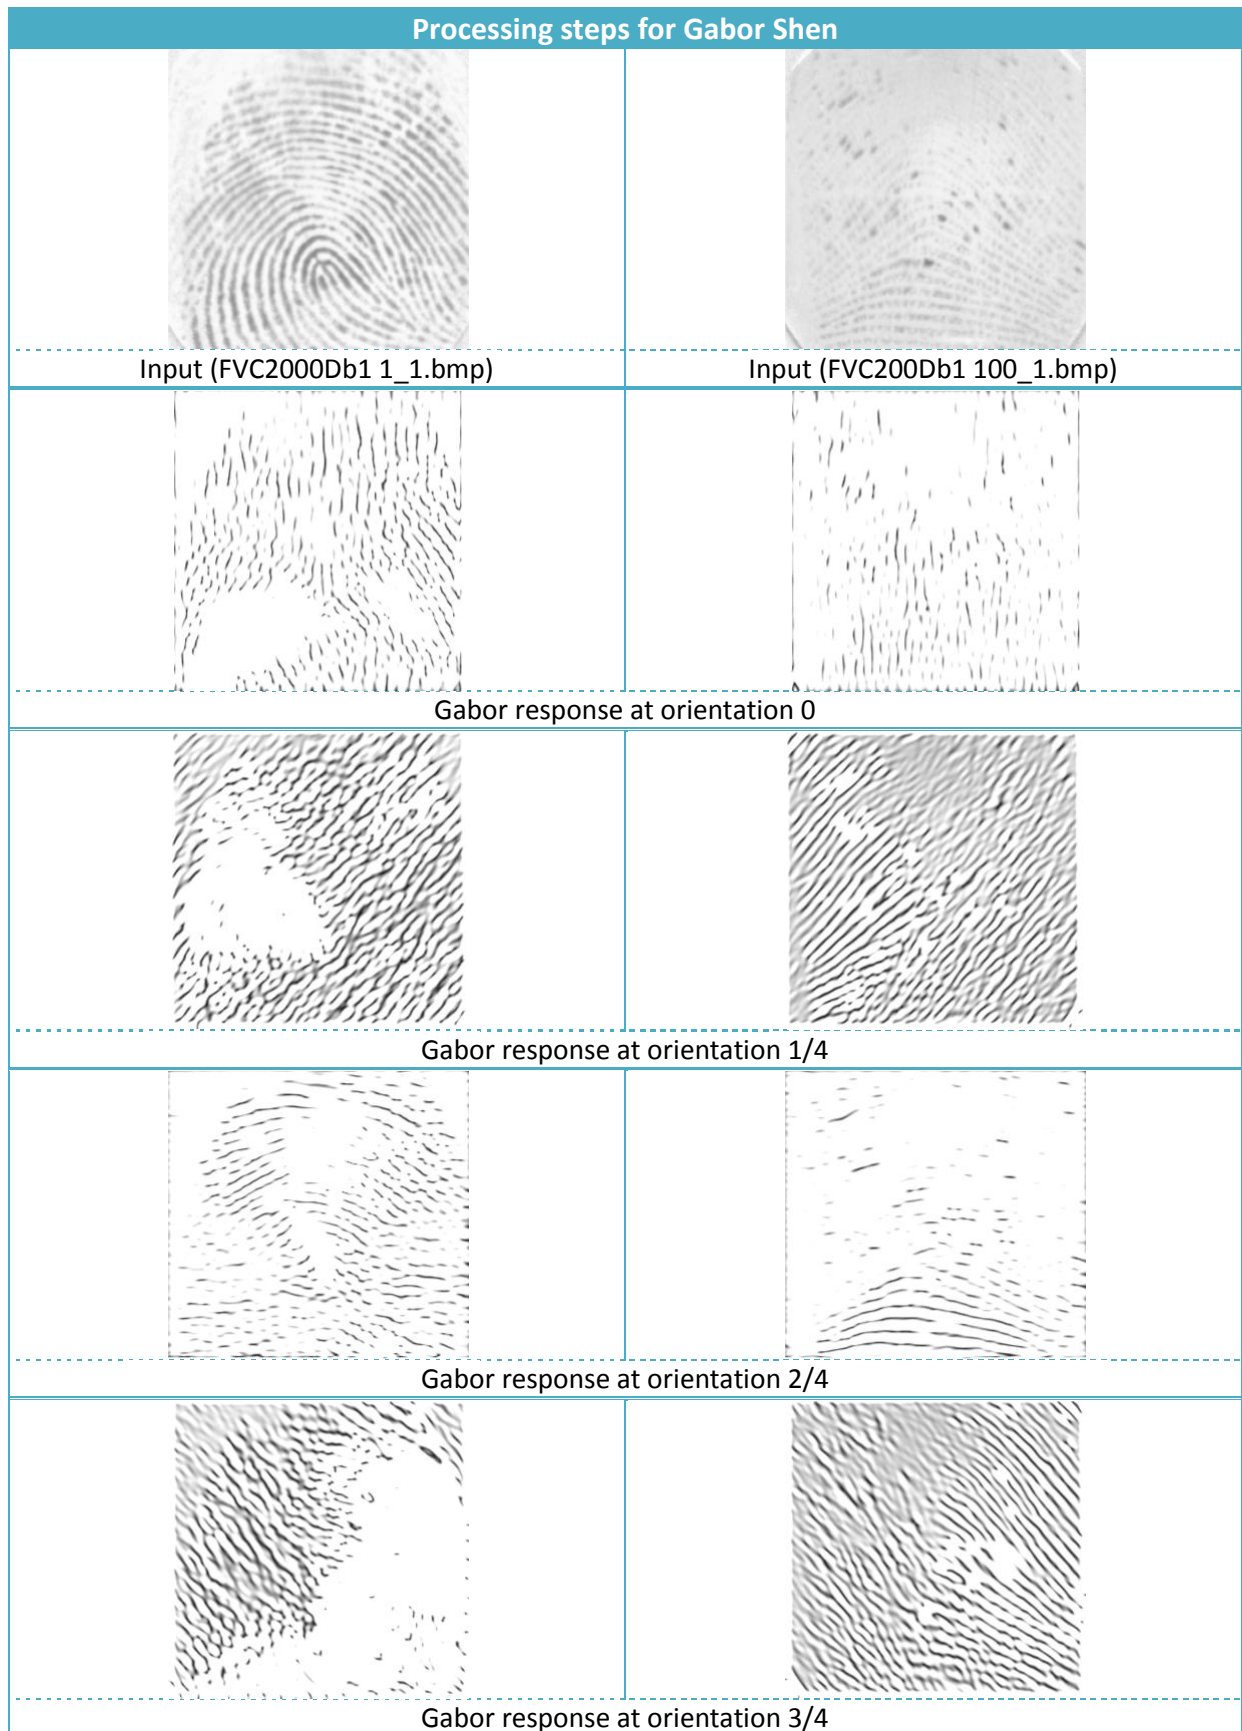 Processing steps for Gabor Shen
Input (FVC2000Db1 1_1.bmp)
Input (FVC200Db1 100_1.bmp)
Gabor response at orientation 0
Gabor response at orientation 1/4
Gabor response at orientation 2/4
Gabor response at orientation 3/4